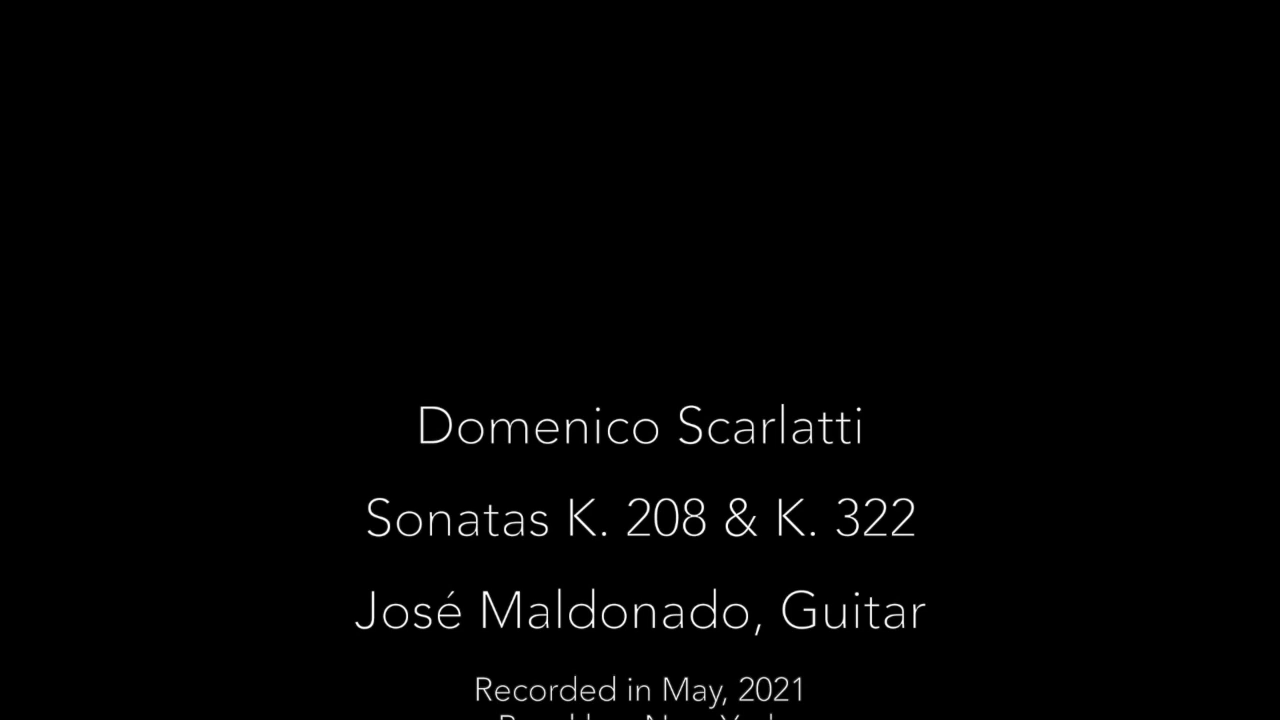 Domenico Scarlatti
Sonatas K. 208 & K. 322
José Maldonado, Guitar
Recorded in May, 2021